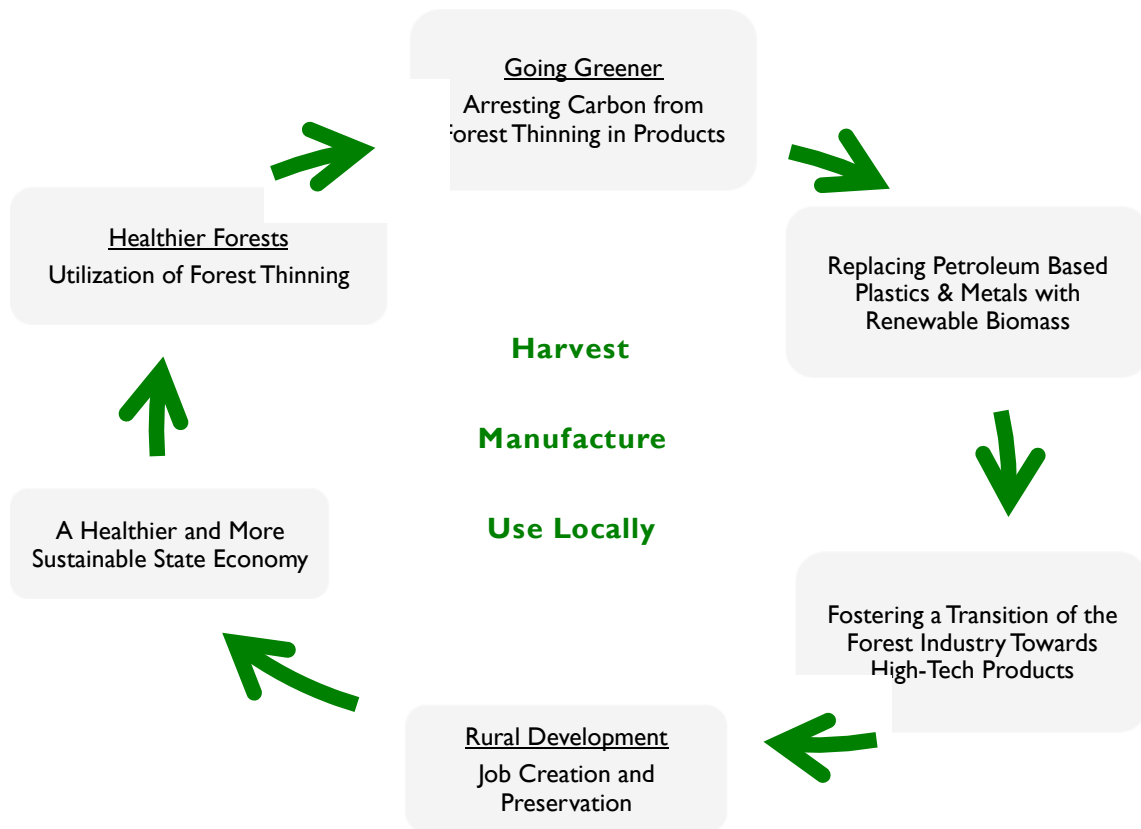 Going Greener
Arresting Carbon from
Forest Thinning in Products
Healthier Forests
Utilization of Forest Thinning
Replacing Petroleum Based
Plastics & Metals with
Renewable Biomass
Harvest
Manufacture
Use Locally
A Healthier and More
Sustainable State Economy
Fostering a Transition of the
Forest Industry Towards
High-Tech Products
Rural Development
Job Creation and
Preservation